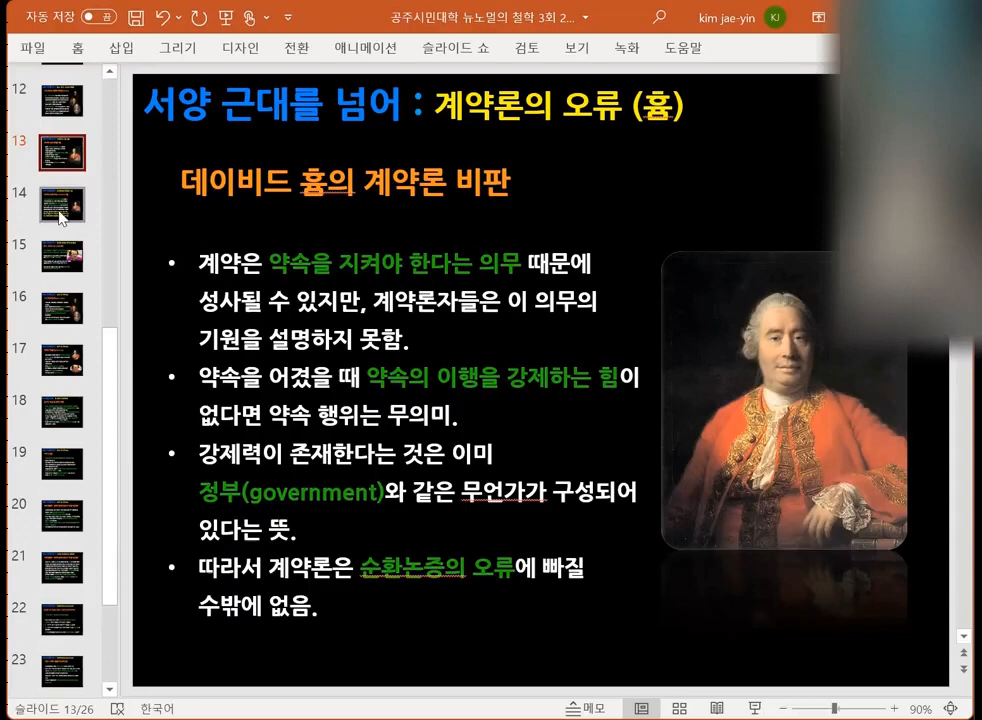 자동 저장 끔 공주시민대학 뉴노멀의 철학 3회 2... kim jae-yin KJ
파일 홈 삽입 그리기 디자인 전환 애니메이션 슬라이드 쇼 검토 보기 녹화 도움말
12
13
14
15
16
17
18
19
20
21
22
23
서양 근대를 넘어 : 계약론의 오류 (흄)
데이비드 흄의 계약론 비판
• 계약은 약속을 지켜야 한다는 의무 때문에
성사될 수 있지만, 계약론자들은 이 의무의
기원을 설명하지 못함.
• 약속을 어겼을 때 약속의 이행을 강제하는 힘이
없다면 약속 행위는 무의미.
• 강제력이 존재한다는 것은 이미
정부(government)와 같은 무언가가 구성되어
있다는 뜻.
• 따라서 계약론은 순환논증의 오류에 빠질
수밖에 없음.
슬라이드 13/26 한국어 메모 90%